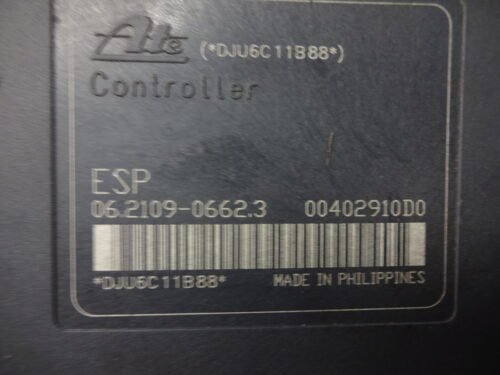 Ate (*DJU6C11B88*)
Controller
ESP
06.2109-0662.3 00402910D0
*DJU6C11B88* MADE IN PHILIPPINES